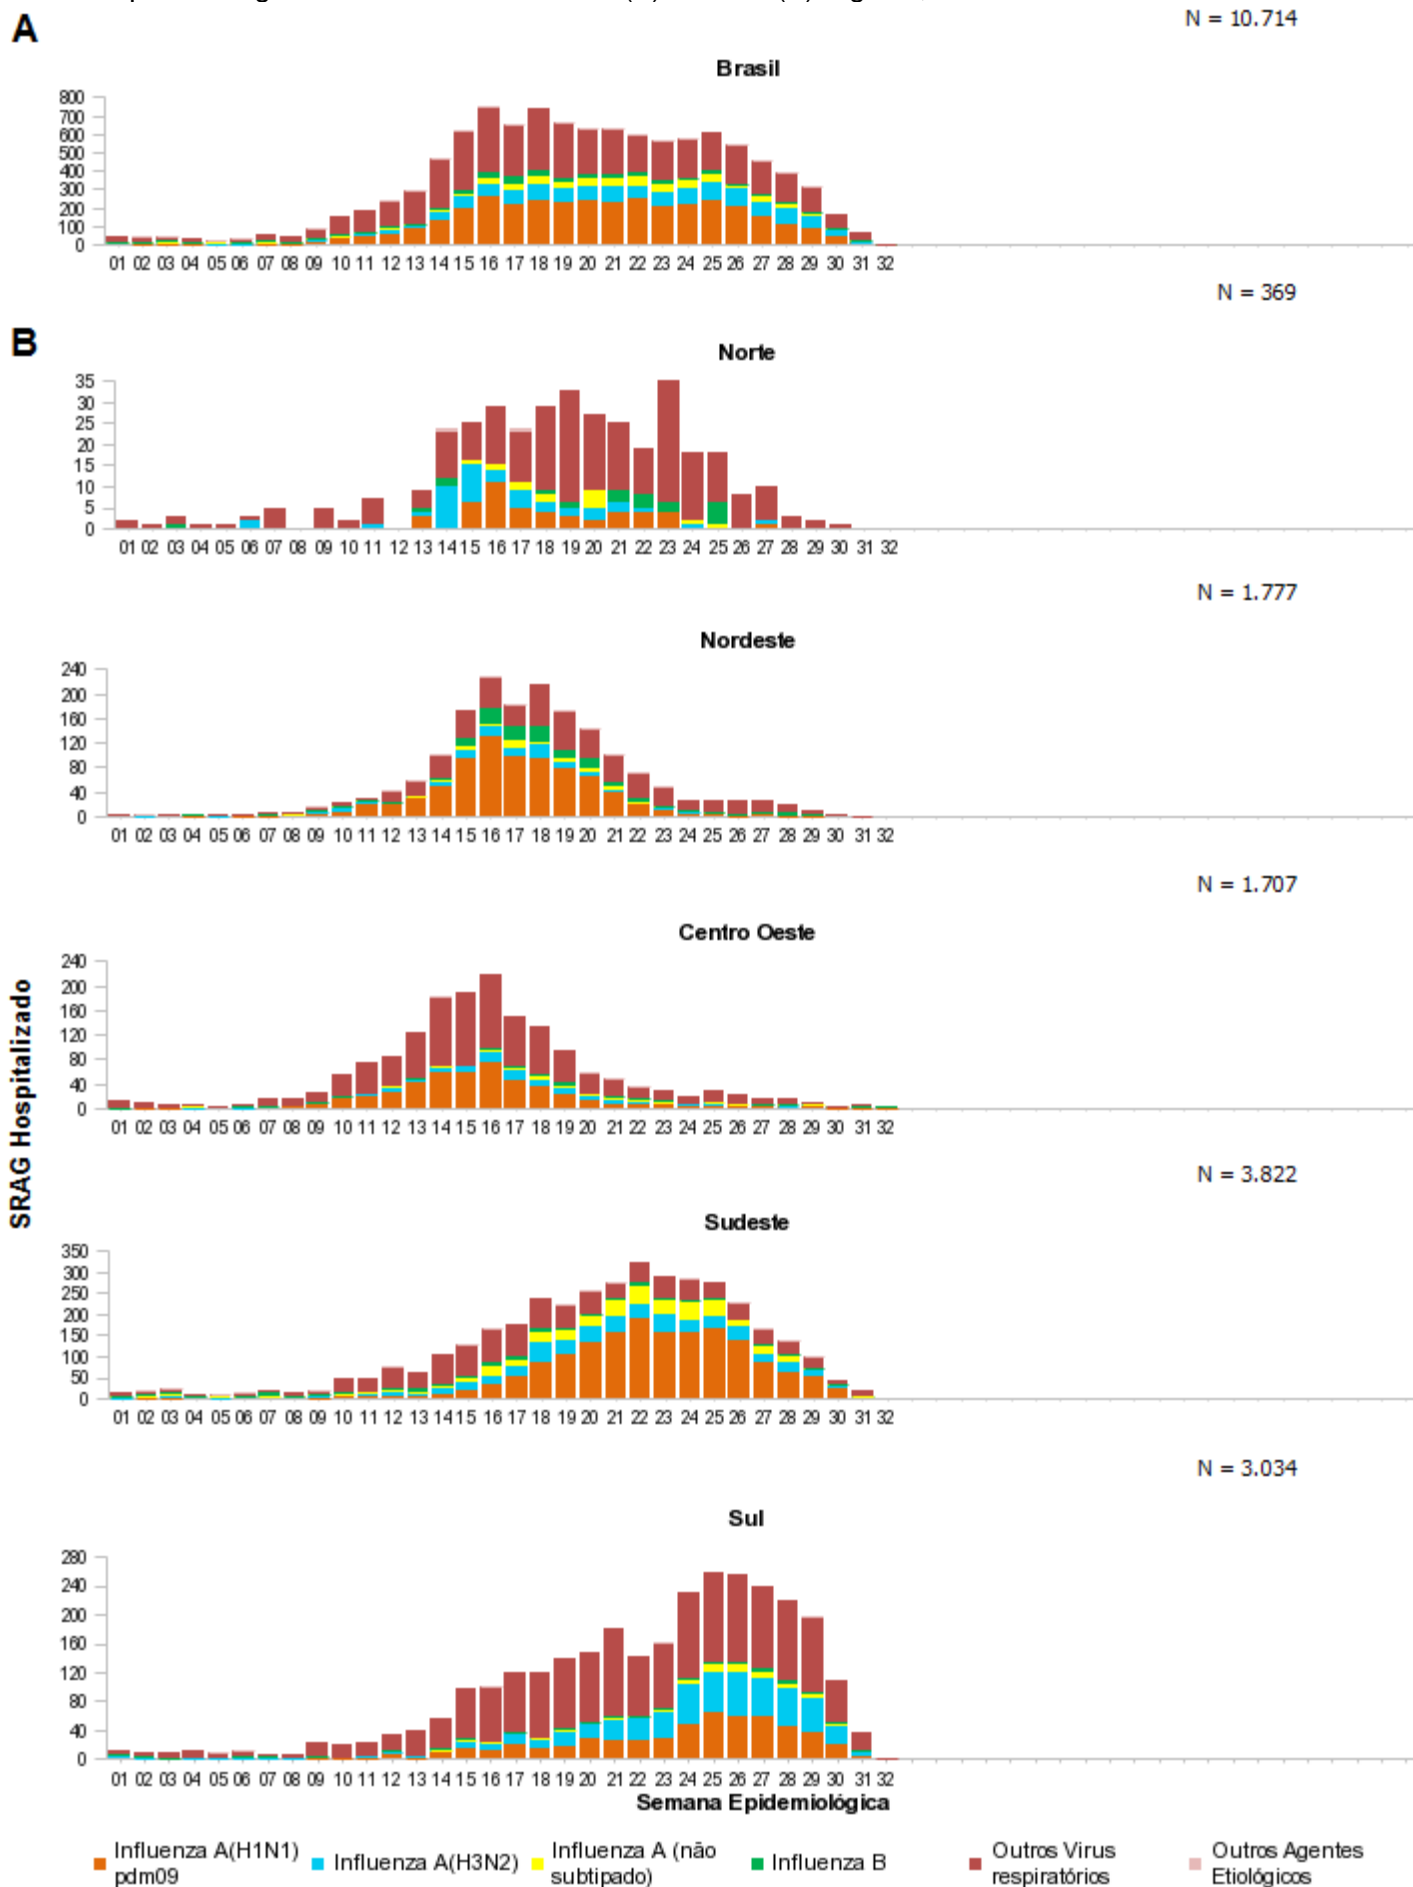 A
N = 10.714
Brasil
800
700
600
500
400
300
200
100
0
01 02 03 04 05 06 07 08 09 10 11 12 13 14 15 16 17 18 19 20 21 22 23 24 25 26 27 28 29 30 31 32
N = 369
B
Norte
35
30
25
20
15
10
5
0
01 02 03 04 05 06 07 08 09 10 11 12 13 14 15 16 17 18 19 20 21 22 23 24 25 26 27 28 29 30 31 32
N = 1.777
Nordeste
240
200
160
120
80
40
0
01 02 03 04 05 06 07 08 09 10 11 12 13 14 15 16 17 18 19 20 21 22 23 24 25 26 27 28 29 30 31 32
N = 1.707
Centro Oeste
240
200
160
120
80
40
0
01 02 03 04 05 06 07 08 09 10 11 12 13 14 15 16 17 18 19 20 21 22 23 24 25 26 27 28 29 30 31 32
SRAG Hospitalizado
N = 3.822
Sudeste
350
300
250
200
150
100
50
0
01 02 03 04 05 06 07 08 09 10 11 12 13 14 15 16 17 18 19 20 21 22 23 24 25 26 27 28 29 30 31 32
N = 3.034
Sul
280
240
200
160
120
80
40
0
01 02 03 04 05 06 07 08 09 10 11 12 13 14 15 16 17 18 19 20 21 22 23 24 25 26 27 28 29 30 31 32
Semana Epidemiológica
Influenza A(H1N1)
pdm09
Influenza A(H3N2)
Influenza A (não
subtipado)
Influenza B
Outros Virus
respiratórios
Outros Agentes
Etiológicos